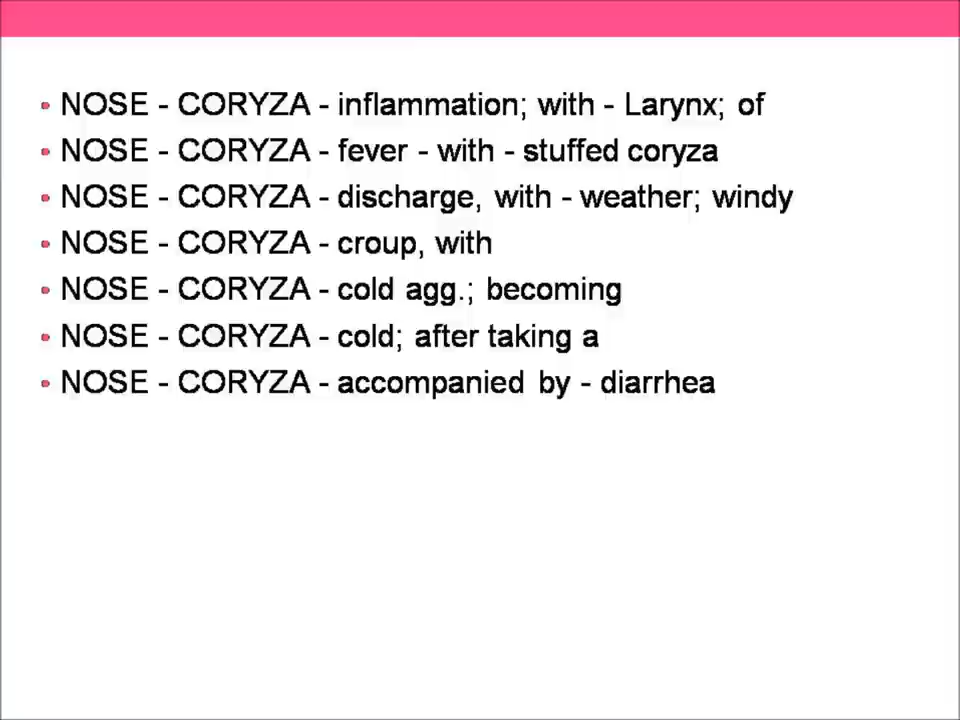 • NOSE - CORYZA - inflammation; with - Larynx; of
• NOSE - CORYZA - fever - with - stuffed coryza
• NOSE - CORYZA - discharge, with - weather; windy
• NOSE - CORYZA - croup, with
• NOSE - CORYZA - cold agg.; becoming
• NOSE - CORYZA - cold; after taking a
• NOSE - CORYZA - accompanied by - diarrhea